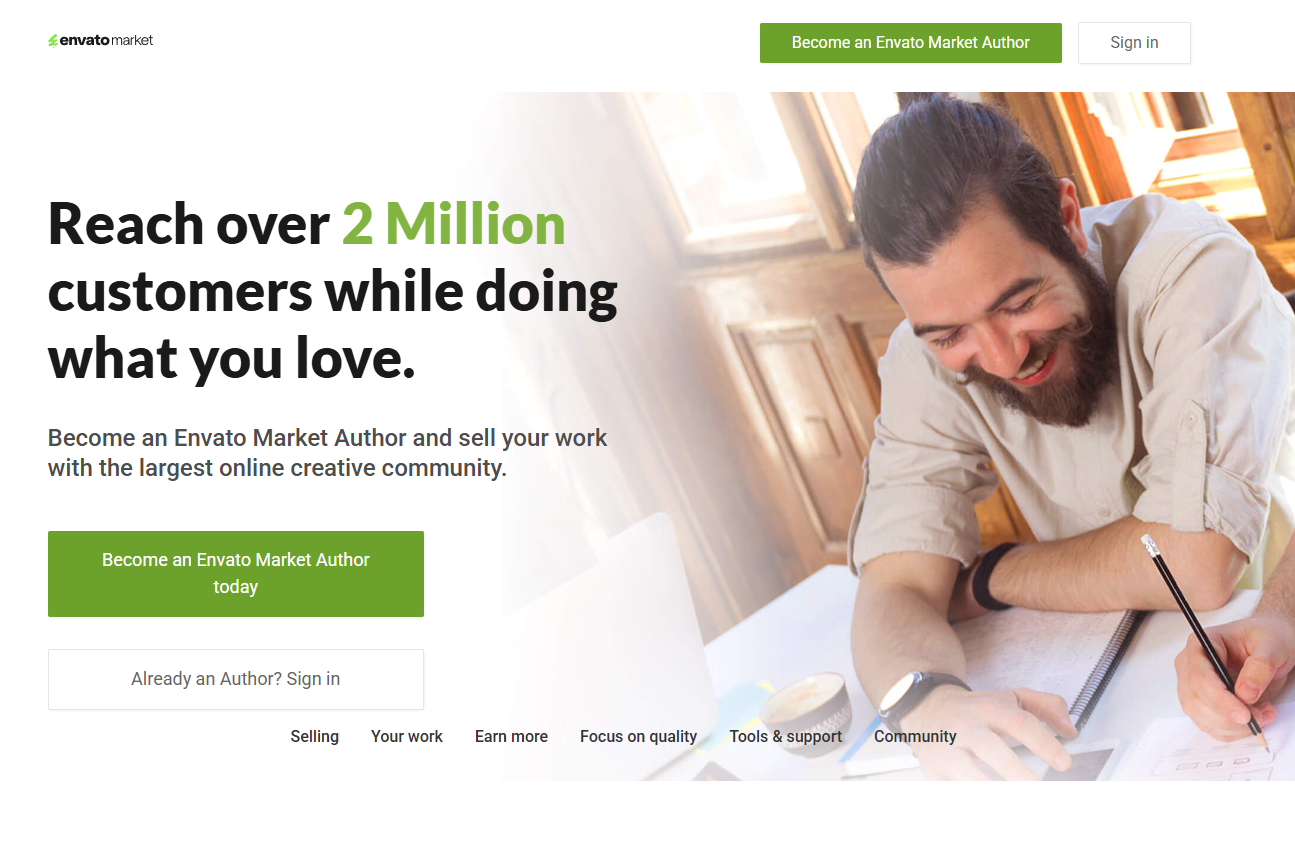 envato market
Become an Envato Market Author
Sign in
Reach over 2 Million
customers while doing
what you love.
Become an Envato Market Author and sell your work
with the largest online creative community.
Become an Envato Market Author
today
Already an Author? Sign in
Selling
Your work
Earn more
Focus on quality
Tools & support
Community